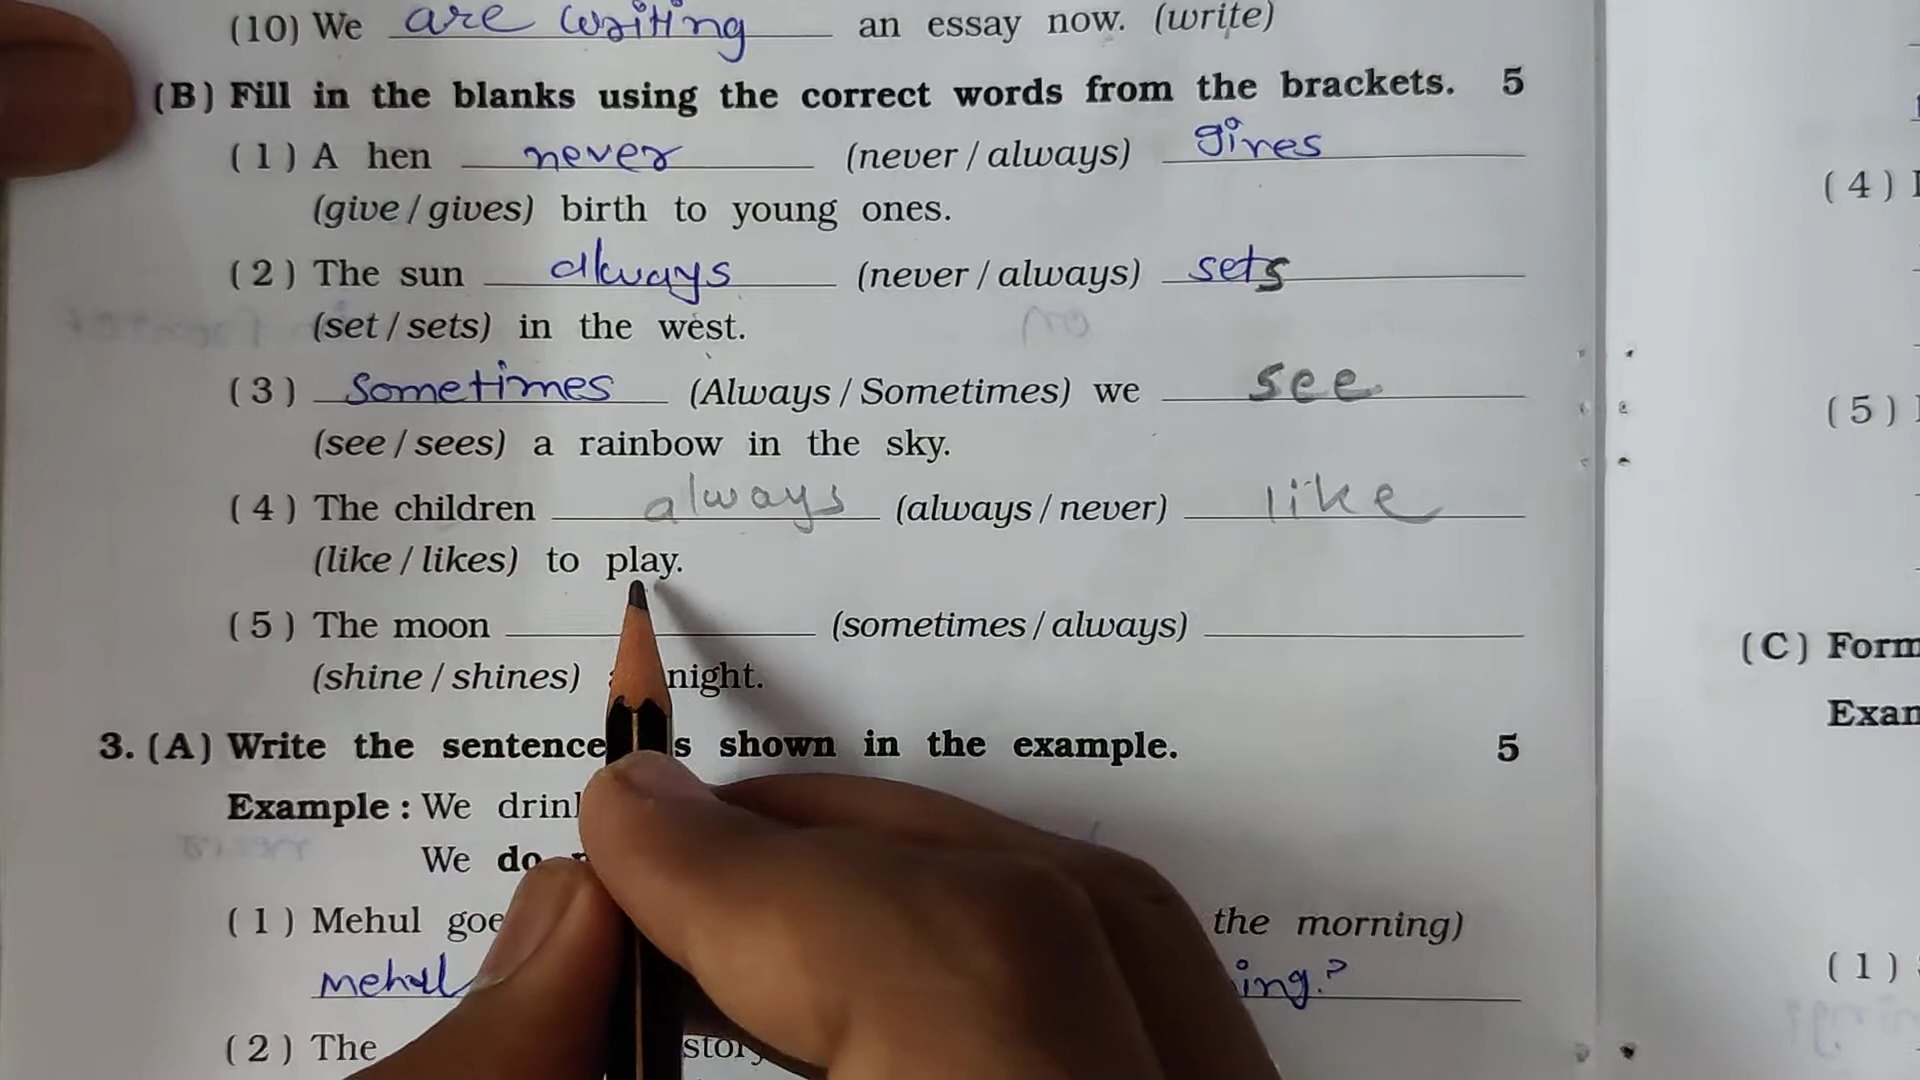 (10) We are writing an essay now. (write)
(B) Fill in the blanks using the correct words from the brackets. 5
(1) A hen never (never / always) gives
(give / gives) birth to young ones.
(2) The sun always (never / always) sets
(set / sets) in the west.
(3) Sometimes (Always / Sometimes) we see
(see / sees) a rainbow in the sky.
(4) The children always (always / never) like
(like / likes) to play.
(5) The moon (sometimes / always)
(shine / shines) night.
3. (A) Write the sentence s shown in the example. 5
Example : We
We do
(1) Mehul the morning)
Mehul ing.?
(2) The
(4)
(5)
(C) Form
Exam
(1)